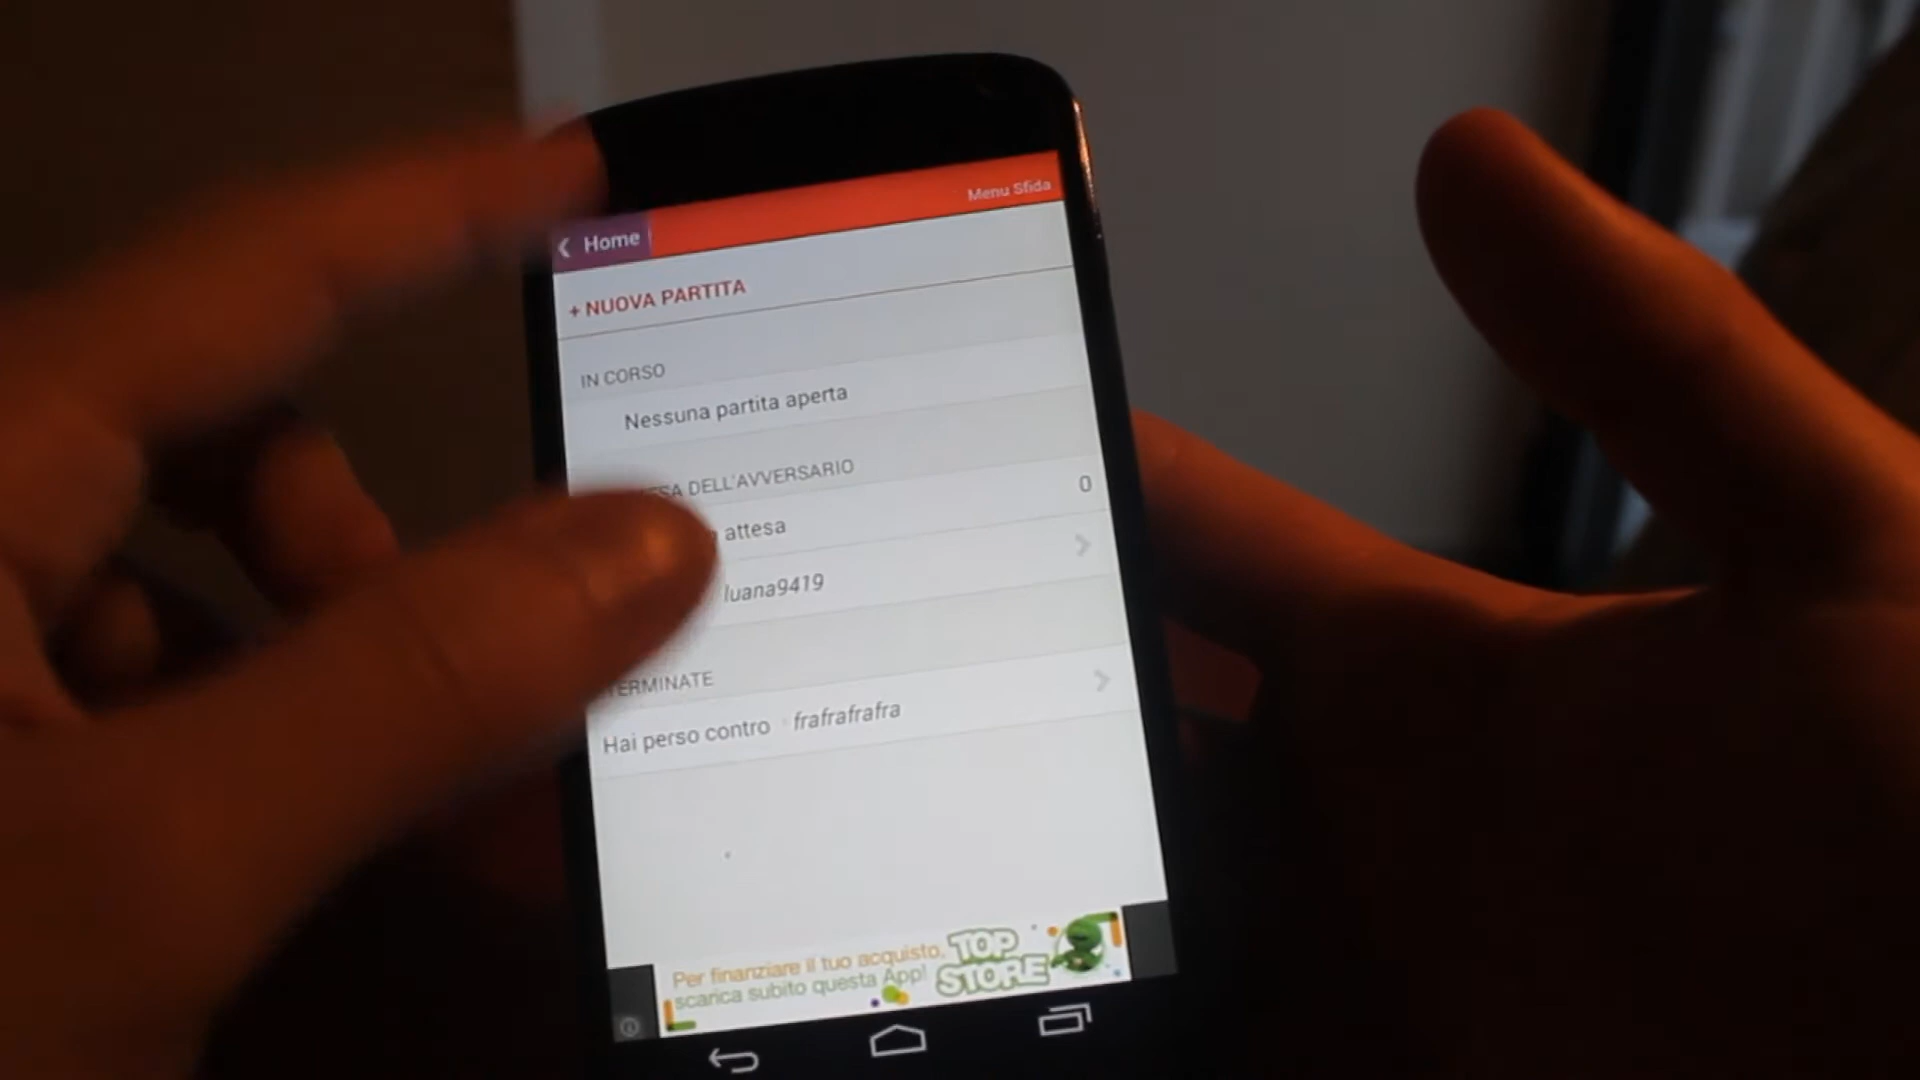 Menu Sfida
Home
+ NUOVA PARTITA
IN CORSO
Nessuna partita aperta
DELL'AVVERSARIO
0
attesa
luana9419
TERMINATE
Hai perso contro frafrafrafra
Per finanziare il tuo acquisto,
scarica subito questa App!
TOP
STORE